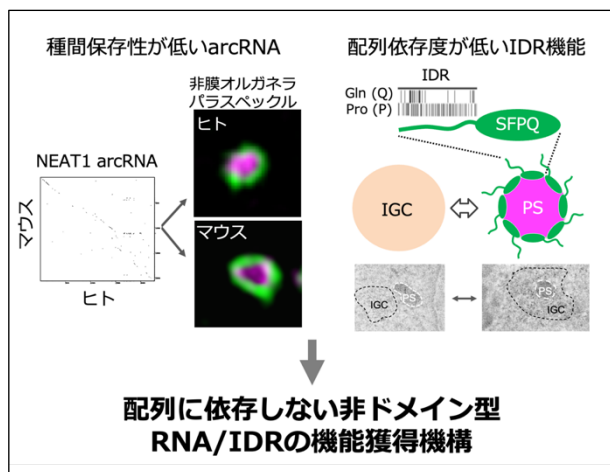 種間保存性が低いarcRNA
非膜オルガネラ
パラスペックル
NEAT1 arcRNA
マウス
ヒト
ヒト
マウス
配列依存度が低いIDR機能
IDR
Gln (Q)
Pro (P)
SFPQ
IGC
PS
IGC
PS
PS
IGC
配列に依存しない非ドメイン型
RNA/IDRの機能獲得機構